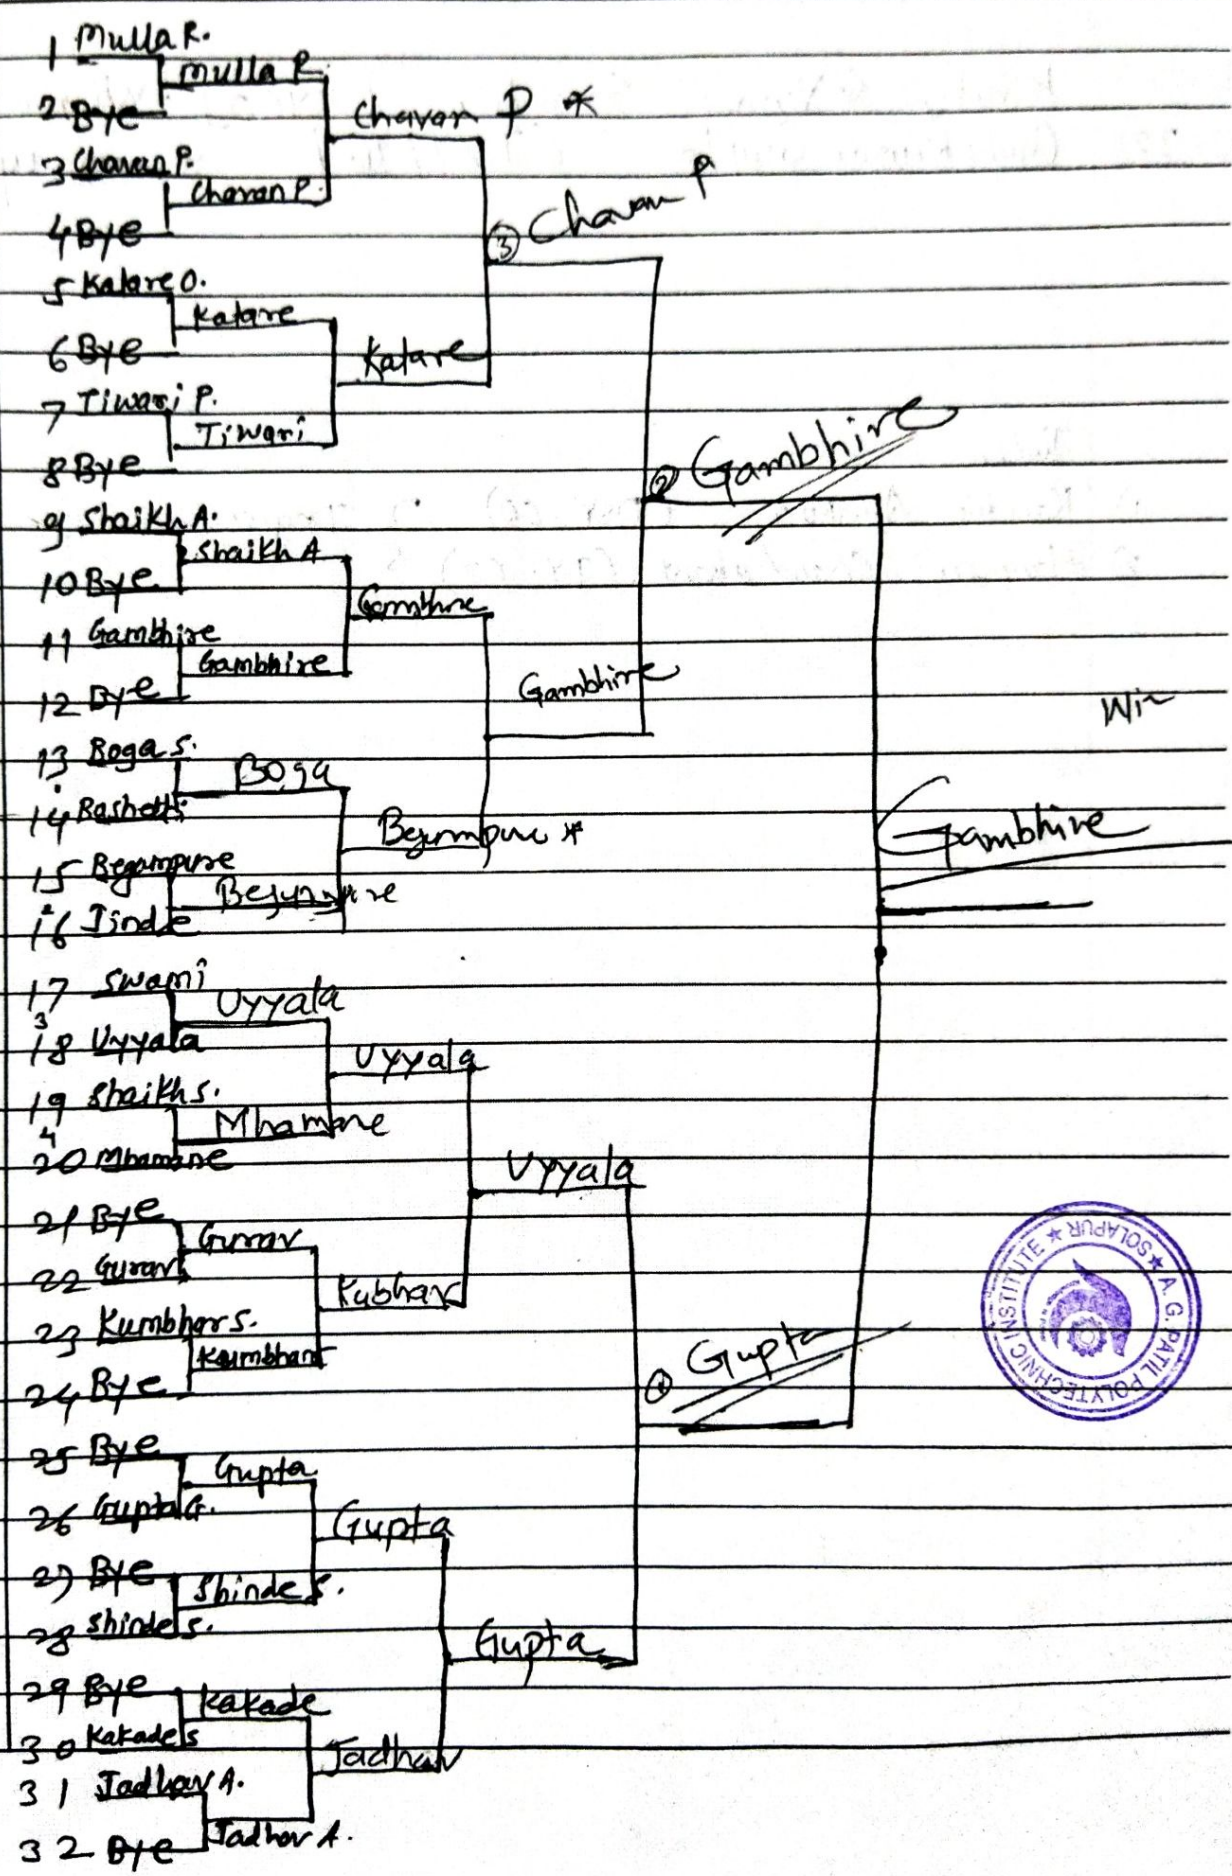 1 Mulla R.
Mulla R
2 Bye
Chavan P *
3 Chavan P.
Chavan P.
4 Bye
③ Chavan P
5 Katare O.
Katare
6 Bye
Katare
7 Tiwari P.
Tiwari
8 Bye
② Gambhire
9 Shaikh A.
Shaikh A
10 Bye
Gambhire
11 Gambhire
Gambhire
12 Bye
Gambhire
Win
13 Boga S.
Boga
14 Bashetti
Begumpure *
Gambhire
15 Begampure
Begumpure
16 Jindle
17 Swami
Uyyala
3
18 Uyyala
Uyyala
19 Shaikh S.
Mhamane
4
20 Mhamane
Uyyala
21 Bye
Gurav
22 Gurav
Kubhar
23 Kumbhar S.
Kumbhar
24 Bye
Gupta
25 Bye
Gupta
26 Gupta G.
Gupta
27 Bye
Shinde S.
28 Shinde S.
Gupta
29 Bye
Kakade
30 Kakade S
Jadhav
31 Jadhav A.
Jadhav A.
32 Bye
A. G. PATIL POLYTECHNIC INSTITUTE ★ SOLAPUR ★